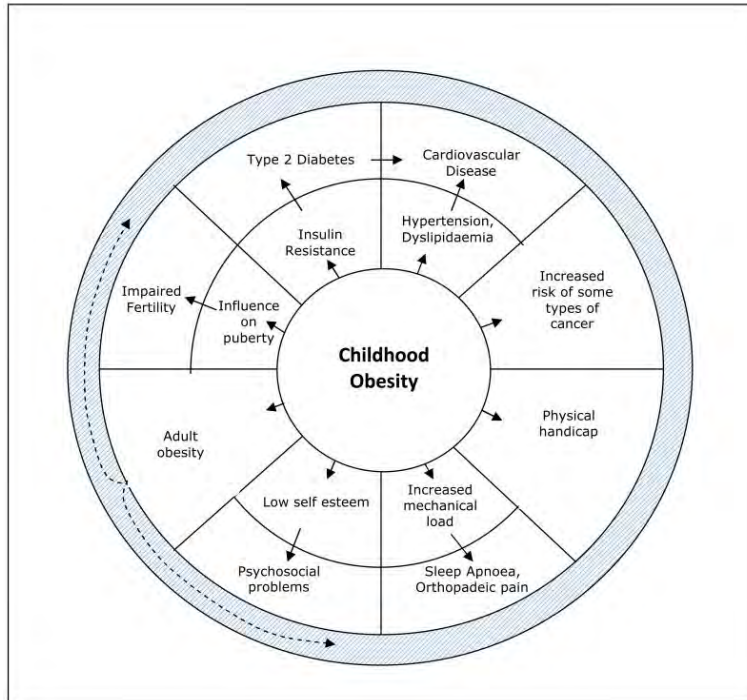 Type 2 Diabetes
Cardiovascular
Disease
Insulin
Resistance
Hypertension,
Dyslipidaemia
Impaired
Fertility
Influence
on
puberty
Increased
risk of some
types of
cancer
Childhood
Obesity
Adult
obesity
Physical
handicap
Low self esteem
Increased
mechanical
load
Psychosocial
problems
Sleep Apnoea,
Orthopadeic pain